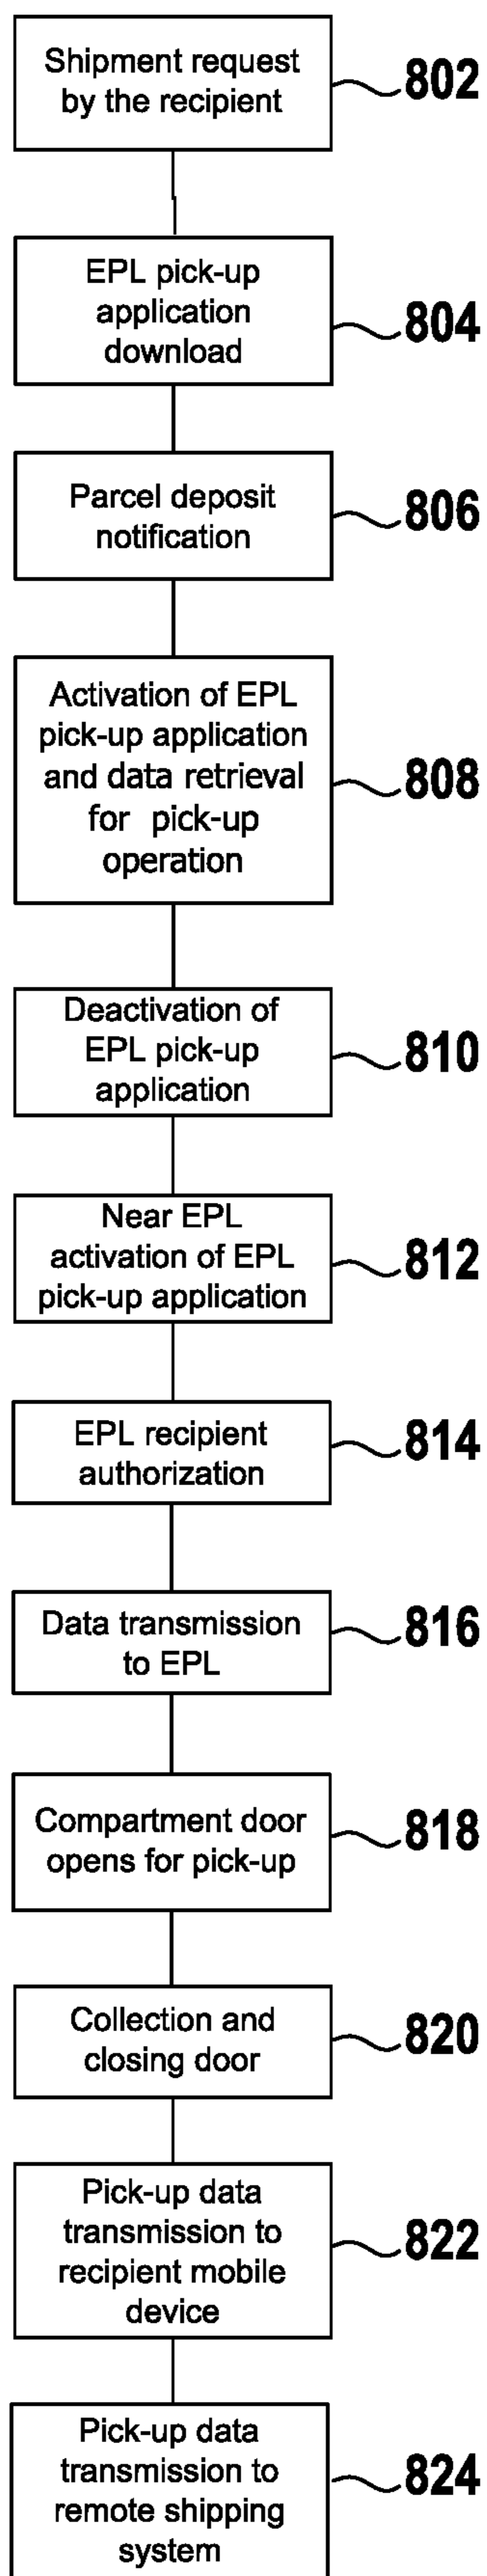 Shipment request
by the recipient
802
EPL pick-up
application
download
804
Parcel deposit
notification
806
Activation of EPL
pick-up application
and data retrieval
for pick-up
operation
808
Deactivation of
EPL pick-up
application
810
Near EPL
activation of EPL
pick-up application
812
EPL recipient
authorization
814
Data transmission
to EPL
816
Compartment door
opens for pick-up
818
Collection and
closing door
820
Pick-up data
transmission to
recipient mobile
device
822
Pick-up data
transmission to
remote shipping
system
824